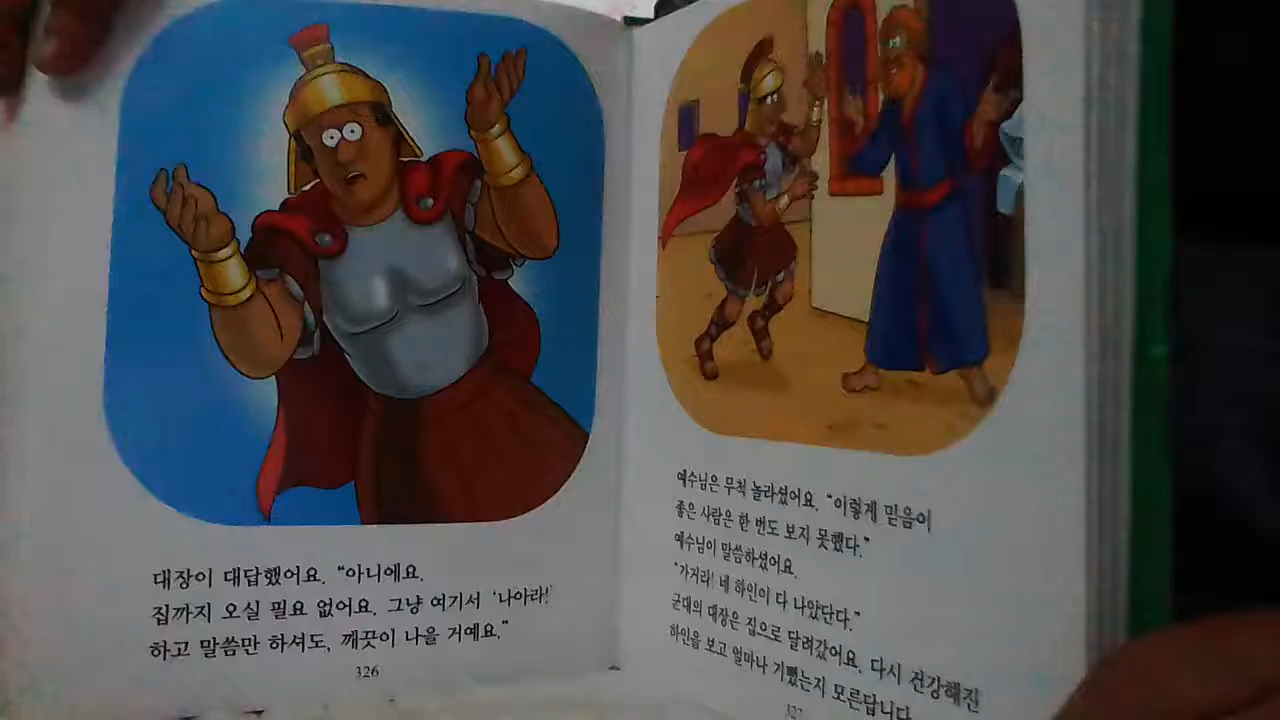 대장이 대답했어요. “아니에요.
집까지 오실 필요 없어요. 그냥 여기서 ‘나아라!’
하고 말씀만 하셔도, 깨끗이 나을 거예요.”
326
예수님은 무척 놀라셨어요. “이렇게 믿음이
좋은 사람은 한 번도 보지 못했다.”
예수님이 말씀하셨어요.
“가거라! 네 하인이 다 나았단다.”
군대의 대장은 집으로 달려갔어요. 다시 건강해진
하인을 보고 얼마나 기뻤는지 모른답니다.
327